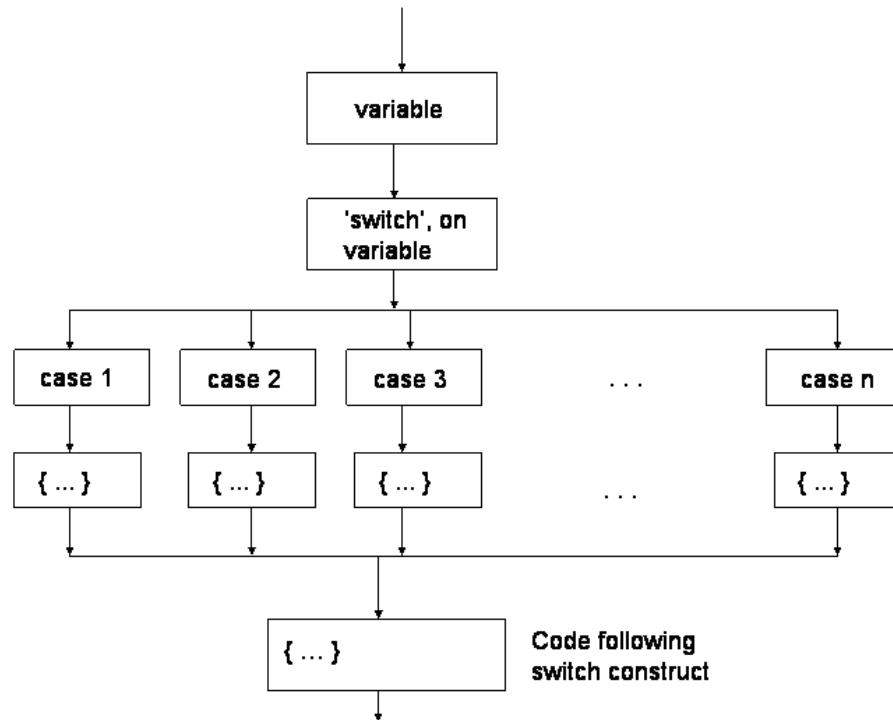 variable
'switch', on
variable
case 1
case 2
case 3
. . .
case n
{ ... }
{ ... }
{ ... }
. . .
{ ... }
{ ... }
Code following
switch construct